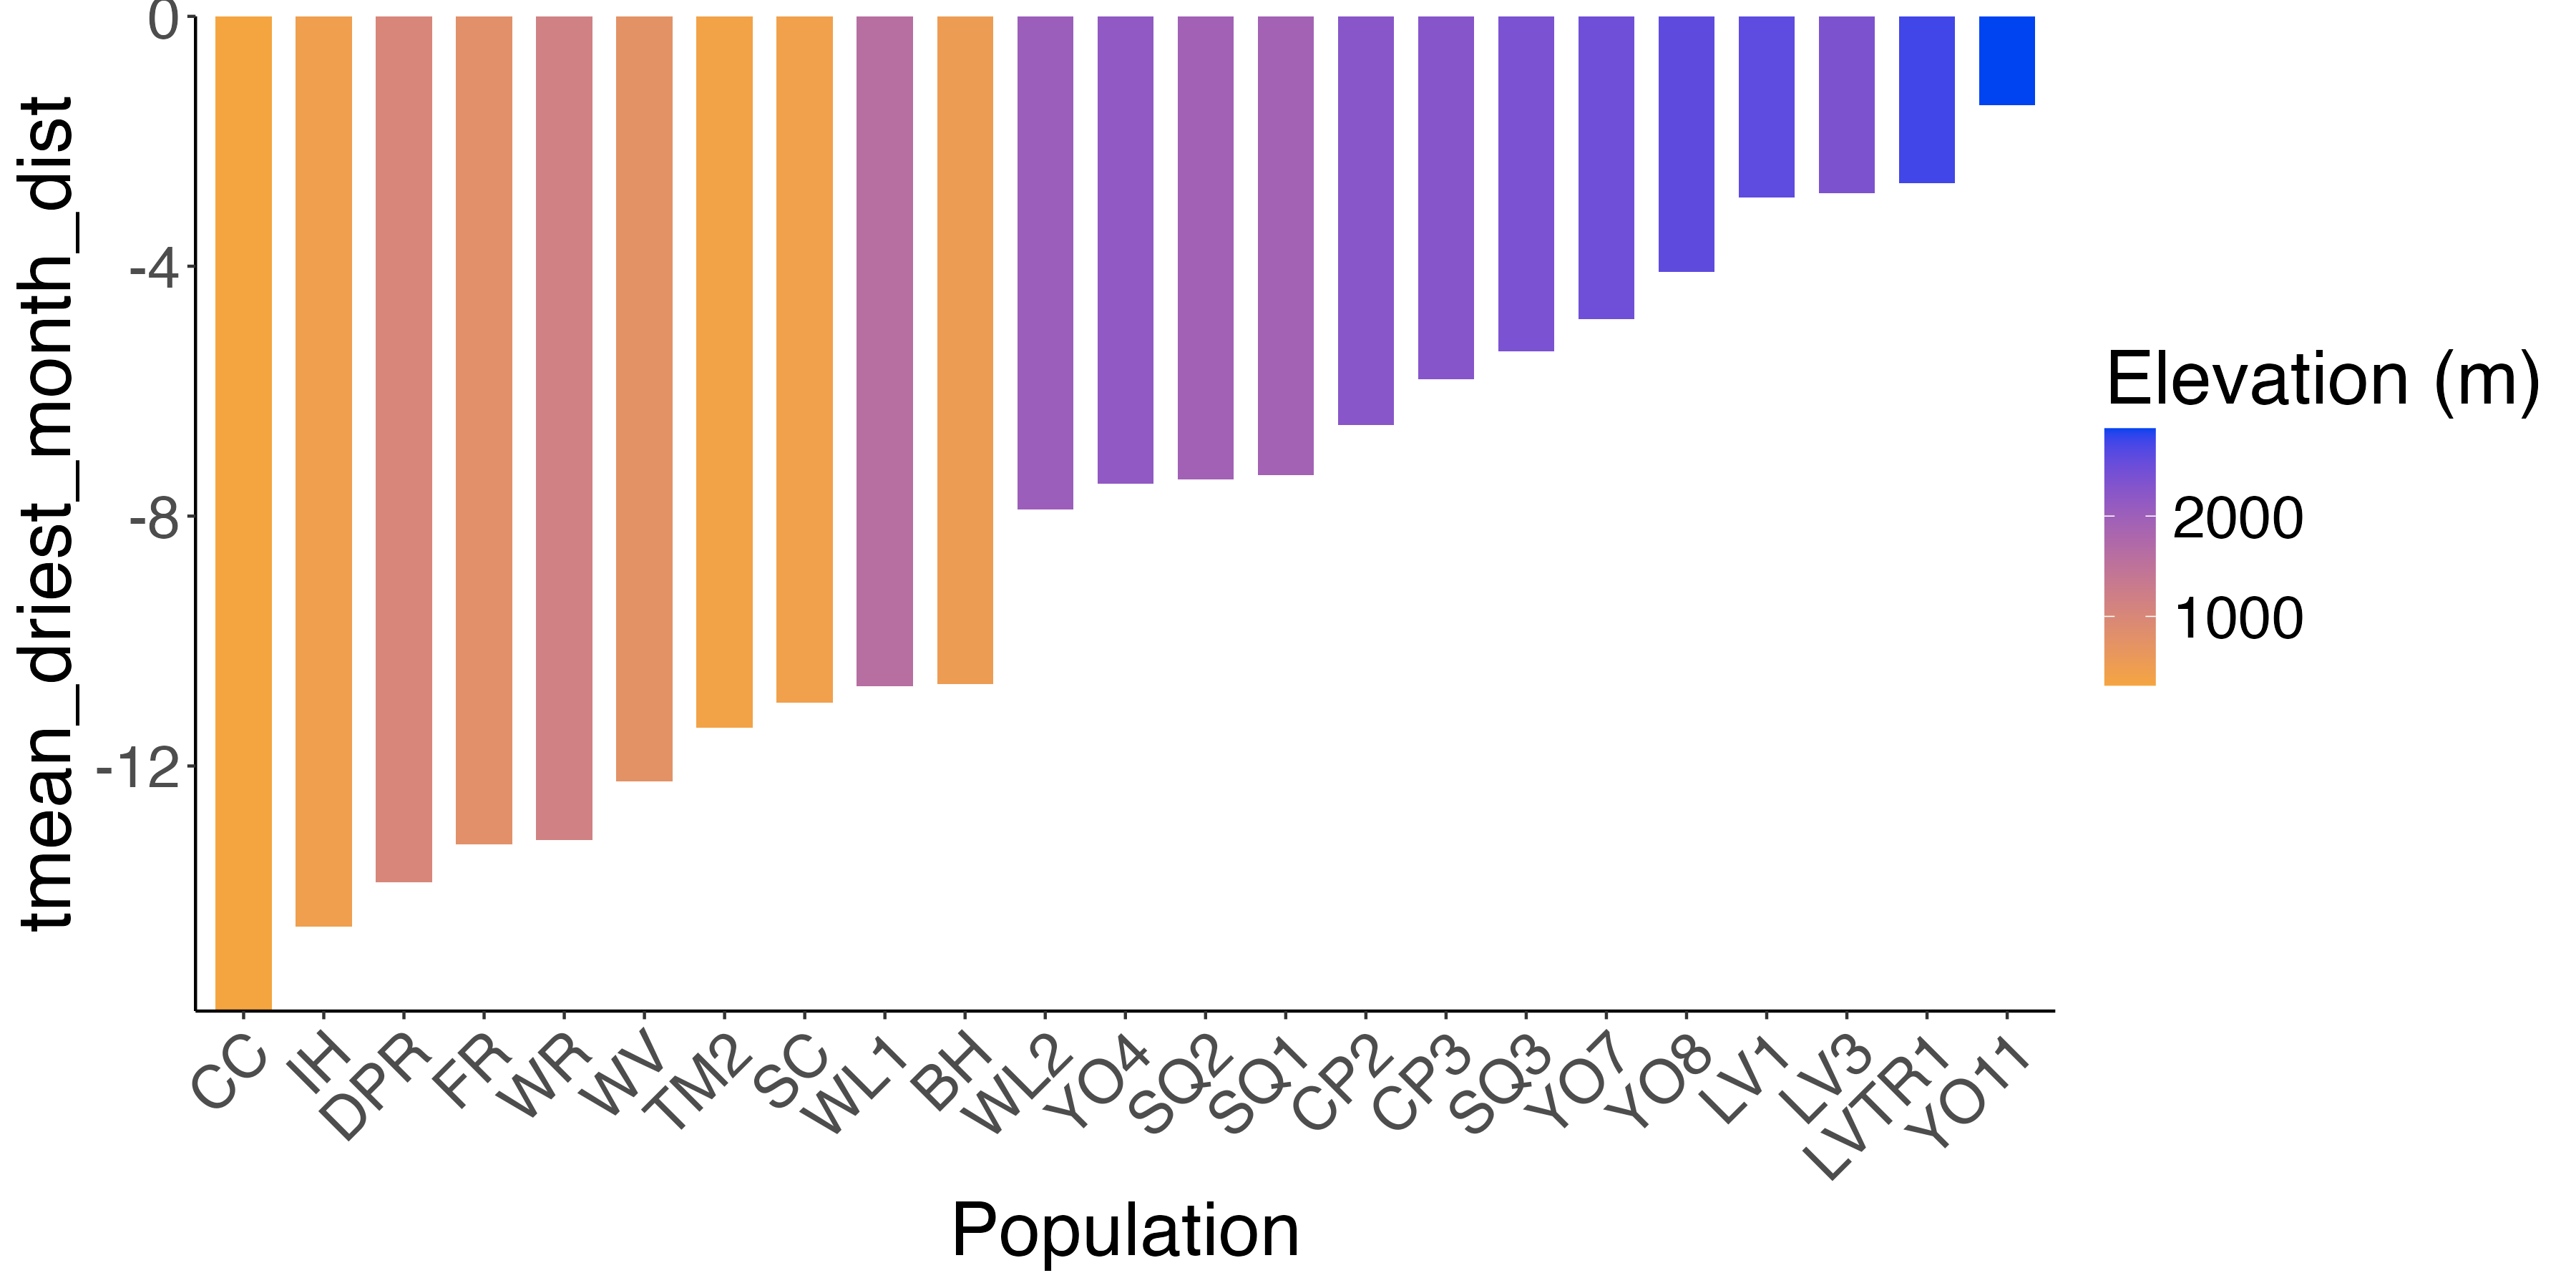 tmean_driest_month_dist
0
-4
-8
-12
CC
IH
DPR
FR
WR
WV
TM2
SC
WL1
BH
WL2
YO4
SQ2
SQ1
CP2
CP3
SQ3
YO7
YO8
LV1
LV3
LVTR1
YO11
Population
Elevation (m)
2000
1000